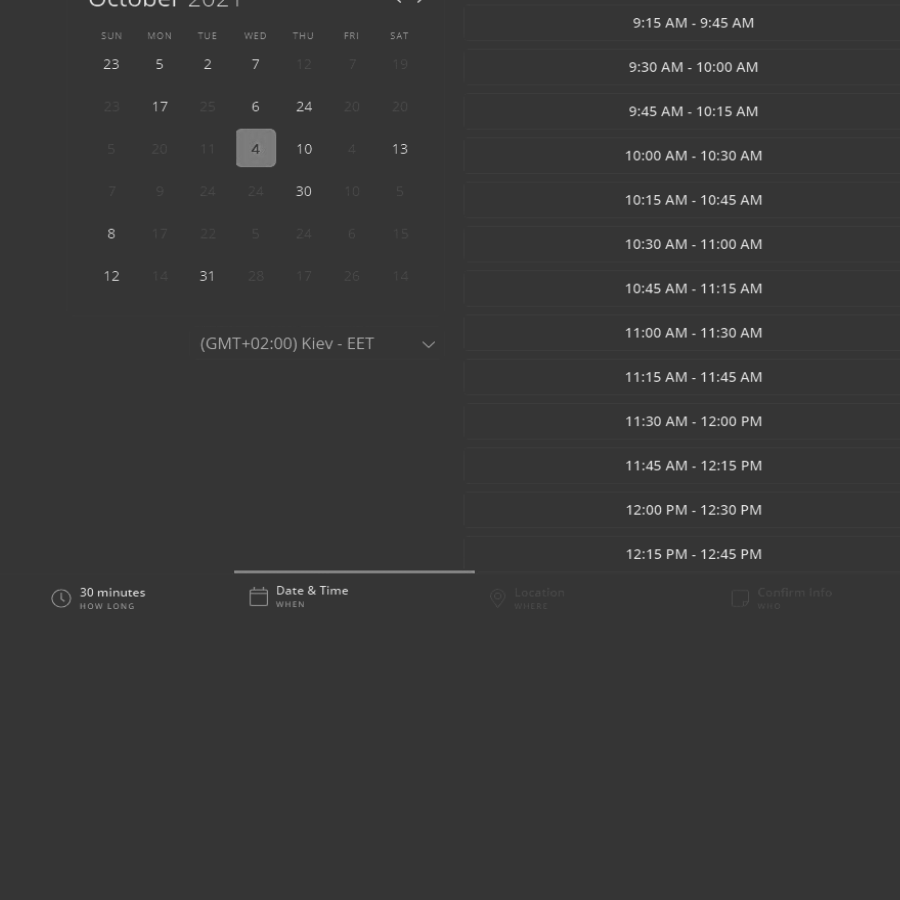 October 2021
SUN MON TUE WED THU FRI SAT
23 5 2 7 12 7 19
23 17 25 6 24 20 20
5 20 11 4 10 4 13
7 9 24 24 30 10 5
8 17 22 5 24 6 15
12 14 31 28 17 26 14
(GMT+02:00) Kiev - EET
9:15 AM - 9:45 AM
9:30 AM - 10:00 AM
9:45 AM - 10:15 AM
10:00 AM - 10:30 AM
10:15 AM - 10:45 AM
10:30 AM - 11:00 AM
10:45 AM - 11:15 AM
11:00 AM - 11:30 AM
11:15 AM - 11:45 AM
11:30 AM - 12:00 PM
11:45 AM - 12:15 PM
12:00 PM - 12:30 PM
12:15 PM - 12:45 PM
30 minutes
HOW LONG
Date & Time
WHEN
Location
WHERE
Confirm Info
WHO